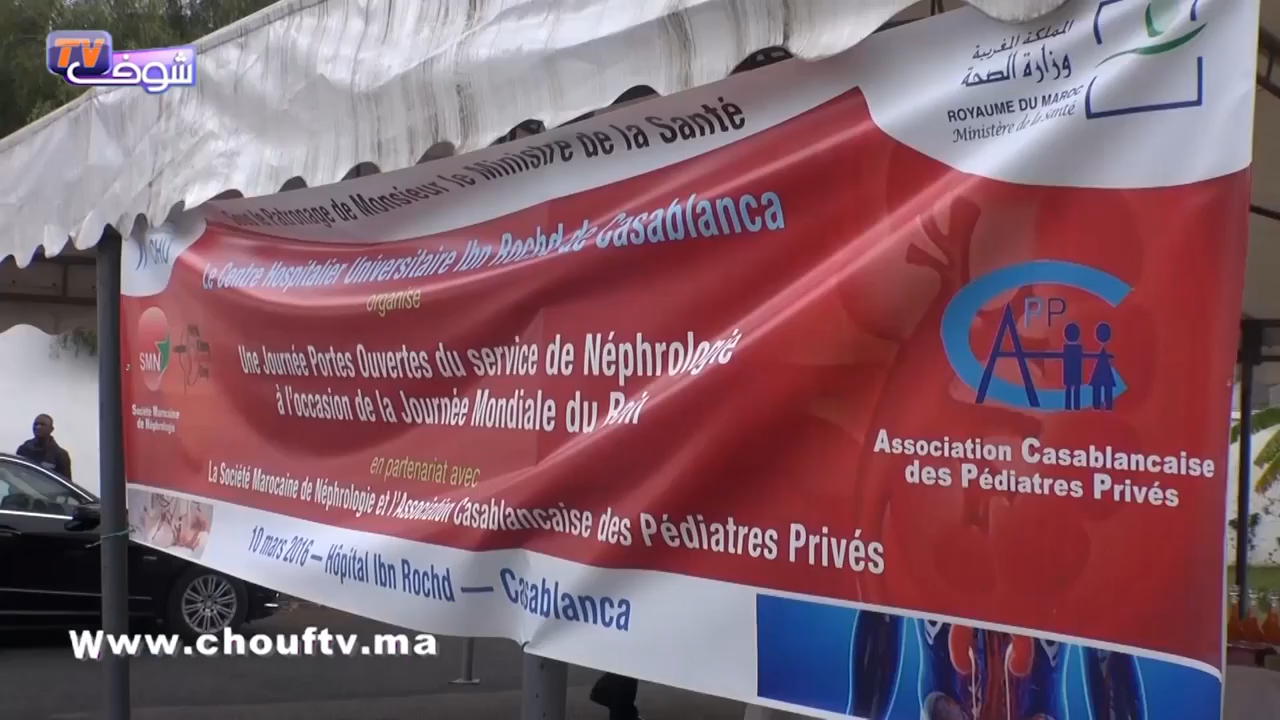 TV
شوف
Sous le Patronage de Monsieur le Ministre de la Santé
المملكة المغربية
وزارة الصحة
ROYAUME DU MAROC
Ministère de la santé
CHU
Le Centre Hospitalier Universitaire Ibn Rochd de Casablanca
organise
SMN
Société Marocaine
de Néphrologie
Une Journée Portes Ouvertes du service de Néphrologie
à l'occasion de la Journée Mondiale du Rein
en partenariat avec
La Société Marocaine de Néphrologie et l'Association Casablancaise des Pédiatres Privés
10 mars 2016 — Hôpital Ibn Rochd — Casablanca
APP
Association Casablancaise
des Pédiatres Privés
Www.chouftv.ma